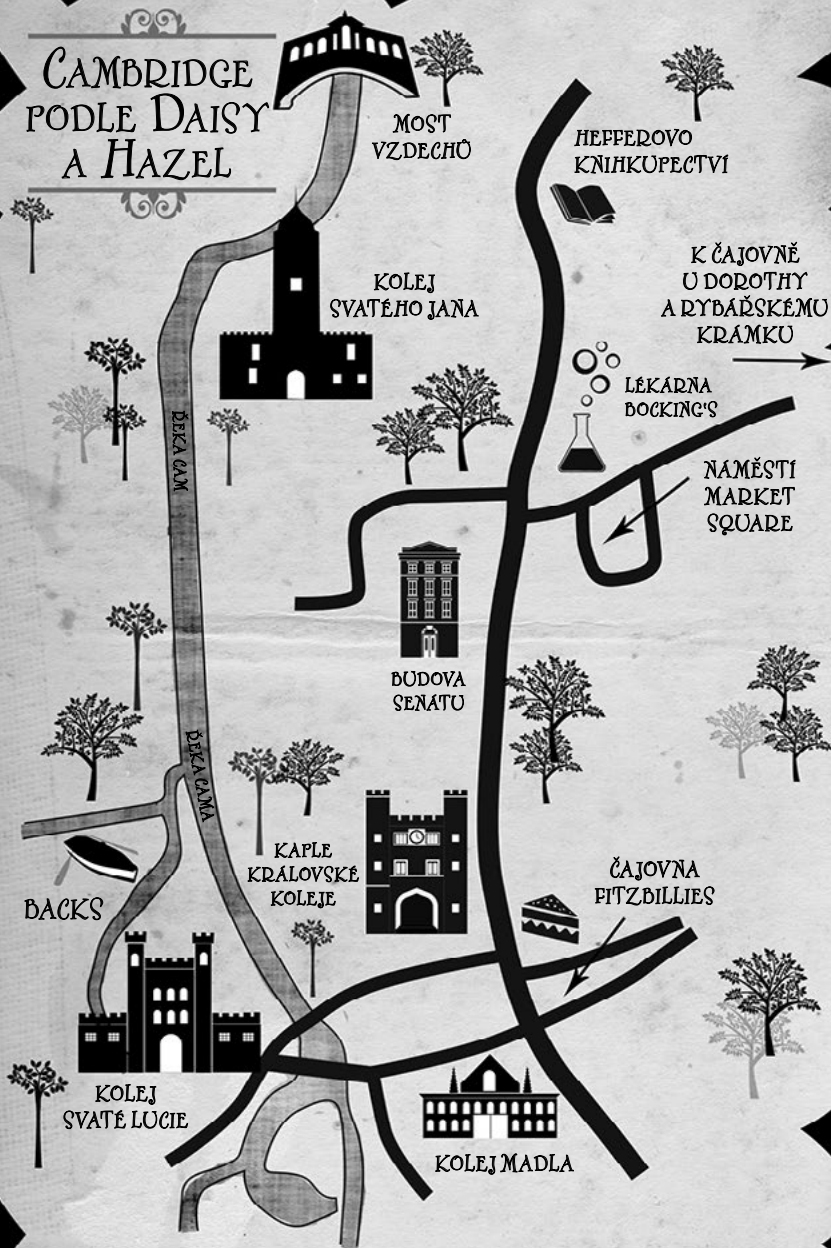 Cambridge
podle Daisy
a Hazel
Most
vzdechů
Hefferovo
knihkupectví
Kolej
svatého Jana
K čajovně
U Dorothy
a rybářskému
krámku
Lékárna
Bocking's
Řeka Cam
Náměstí
Market
Square
Budova
senátu
Řeka Cama
Kaple
Královské
koleje
Čajovna
Fitzbillies
Backs
Kolej
svaté Lucie
Kolej Madla